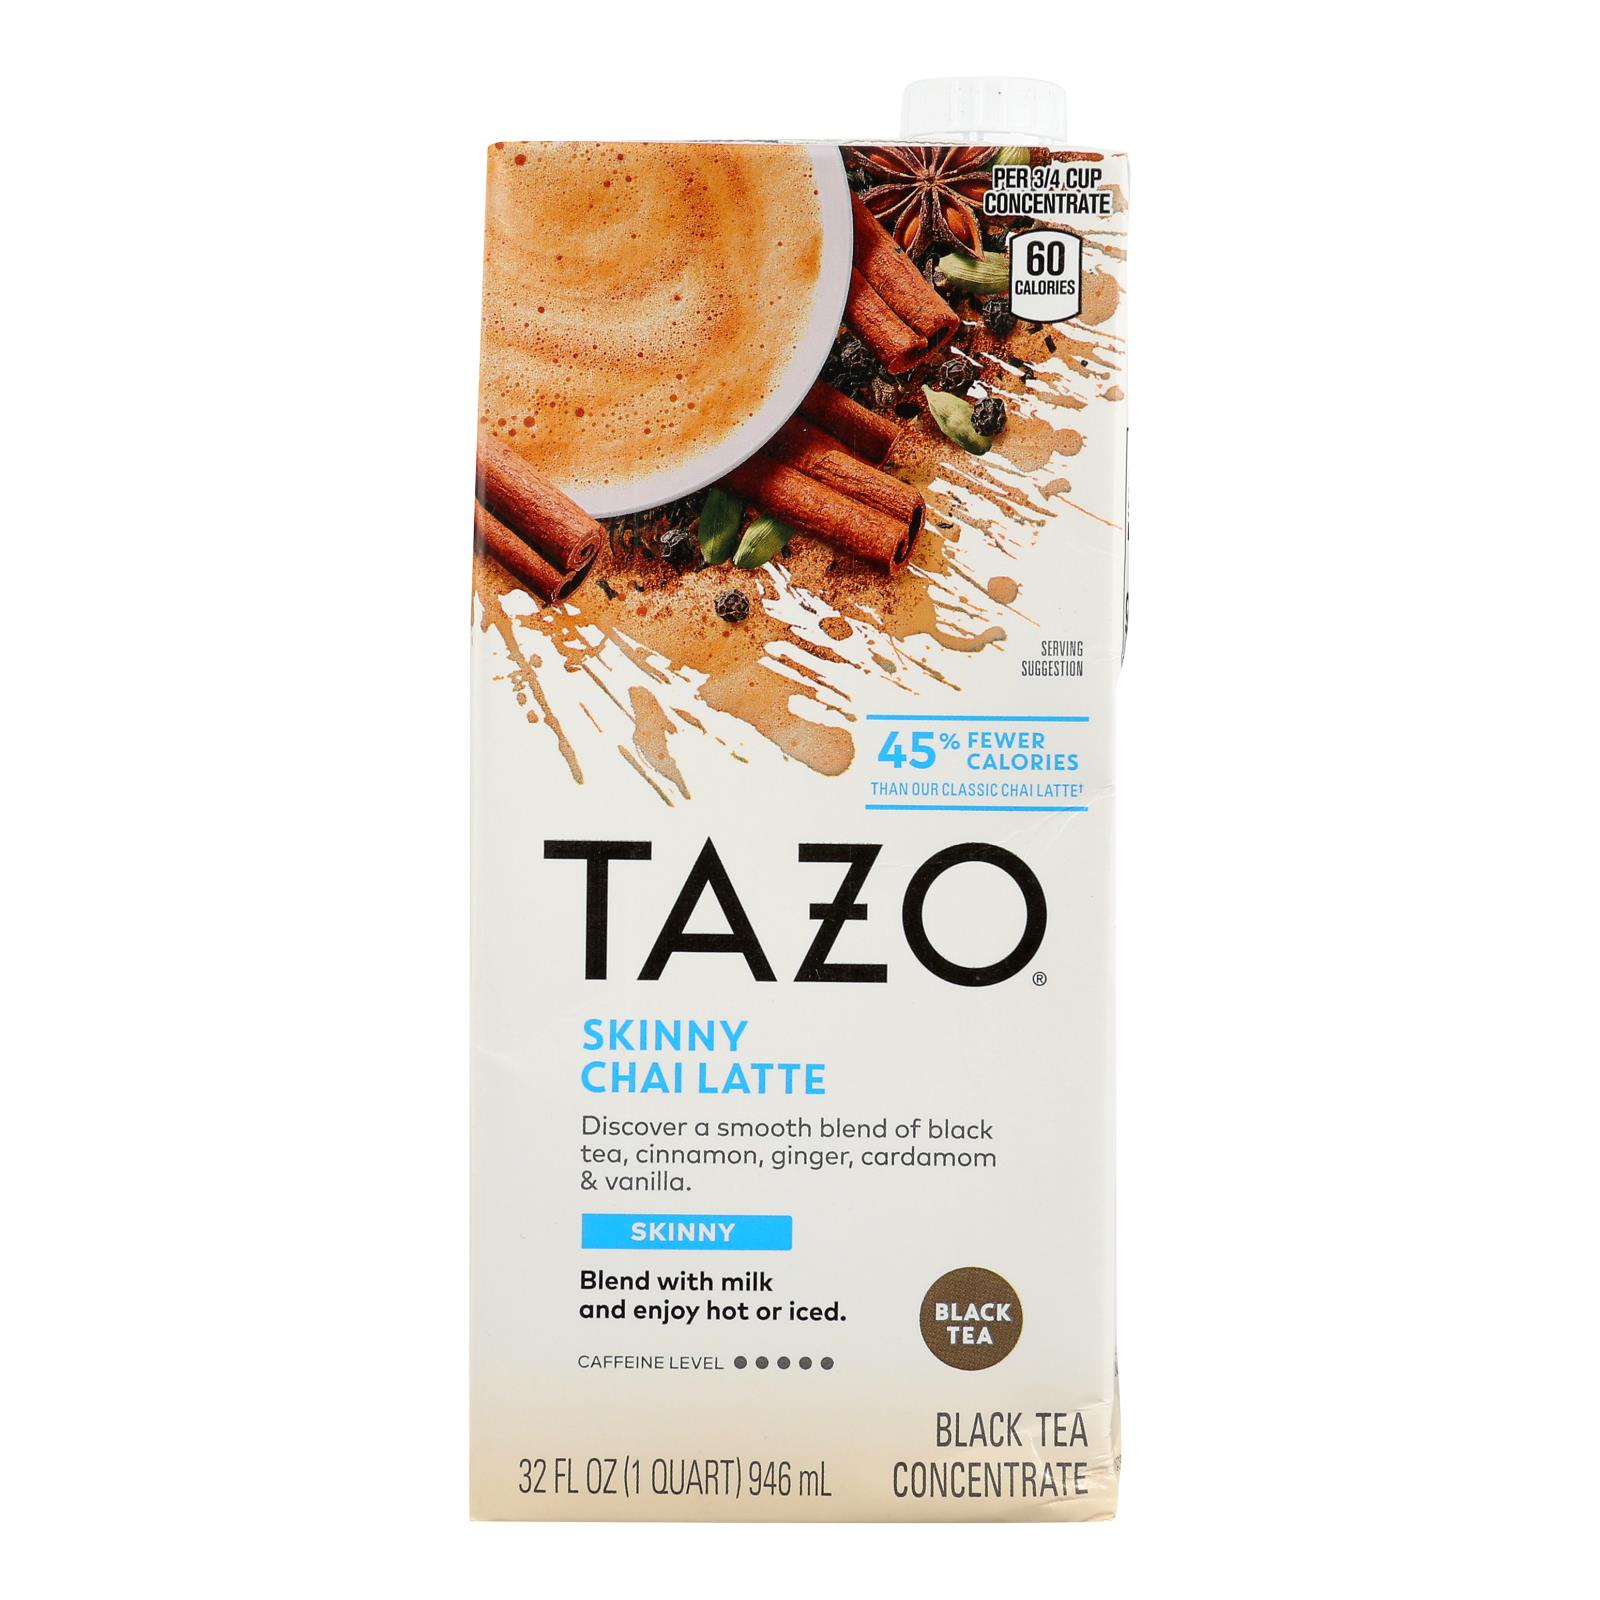 PER 3/4 CUP
CONCENTRATE
60
CALORIES
SERVING
SUGGESTION
45% FEWER
CALORIES
THAN OUR CLASSIC CHAI LATTE†
TAZO®
SKINNY
CHAI LATTE
Discover a smooth blend of black
tea, cinnamon, ginger, cardamom
& vanilla.
SKINNY
Blend with milk
and enjoy hot or iced.
CAFFEINE LEVEL
BLACK
TEA
BLACK TEA
CONCENTRATE
32 FL OZ (1 QUART) 946 mL